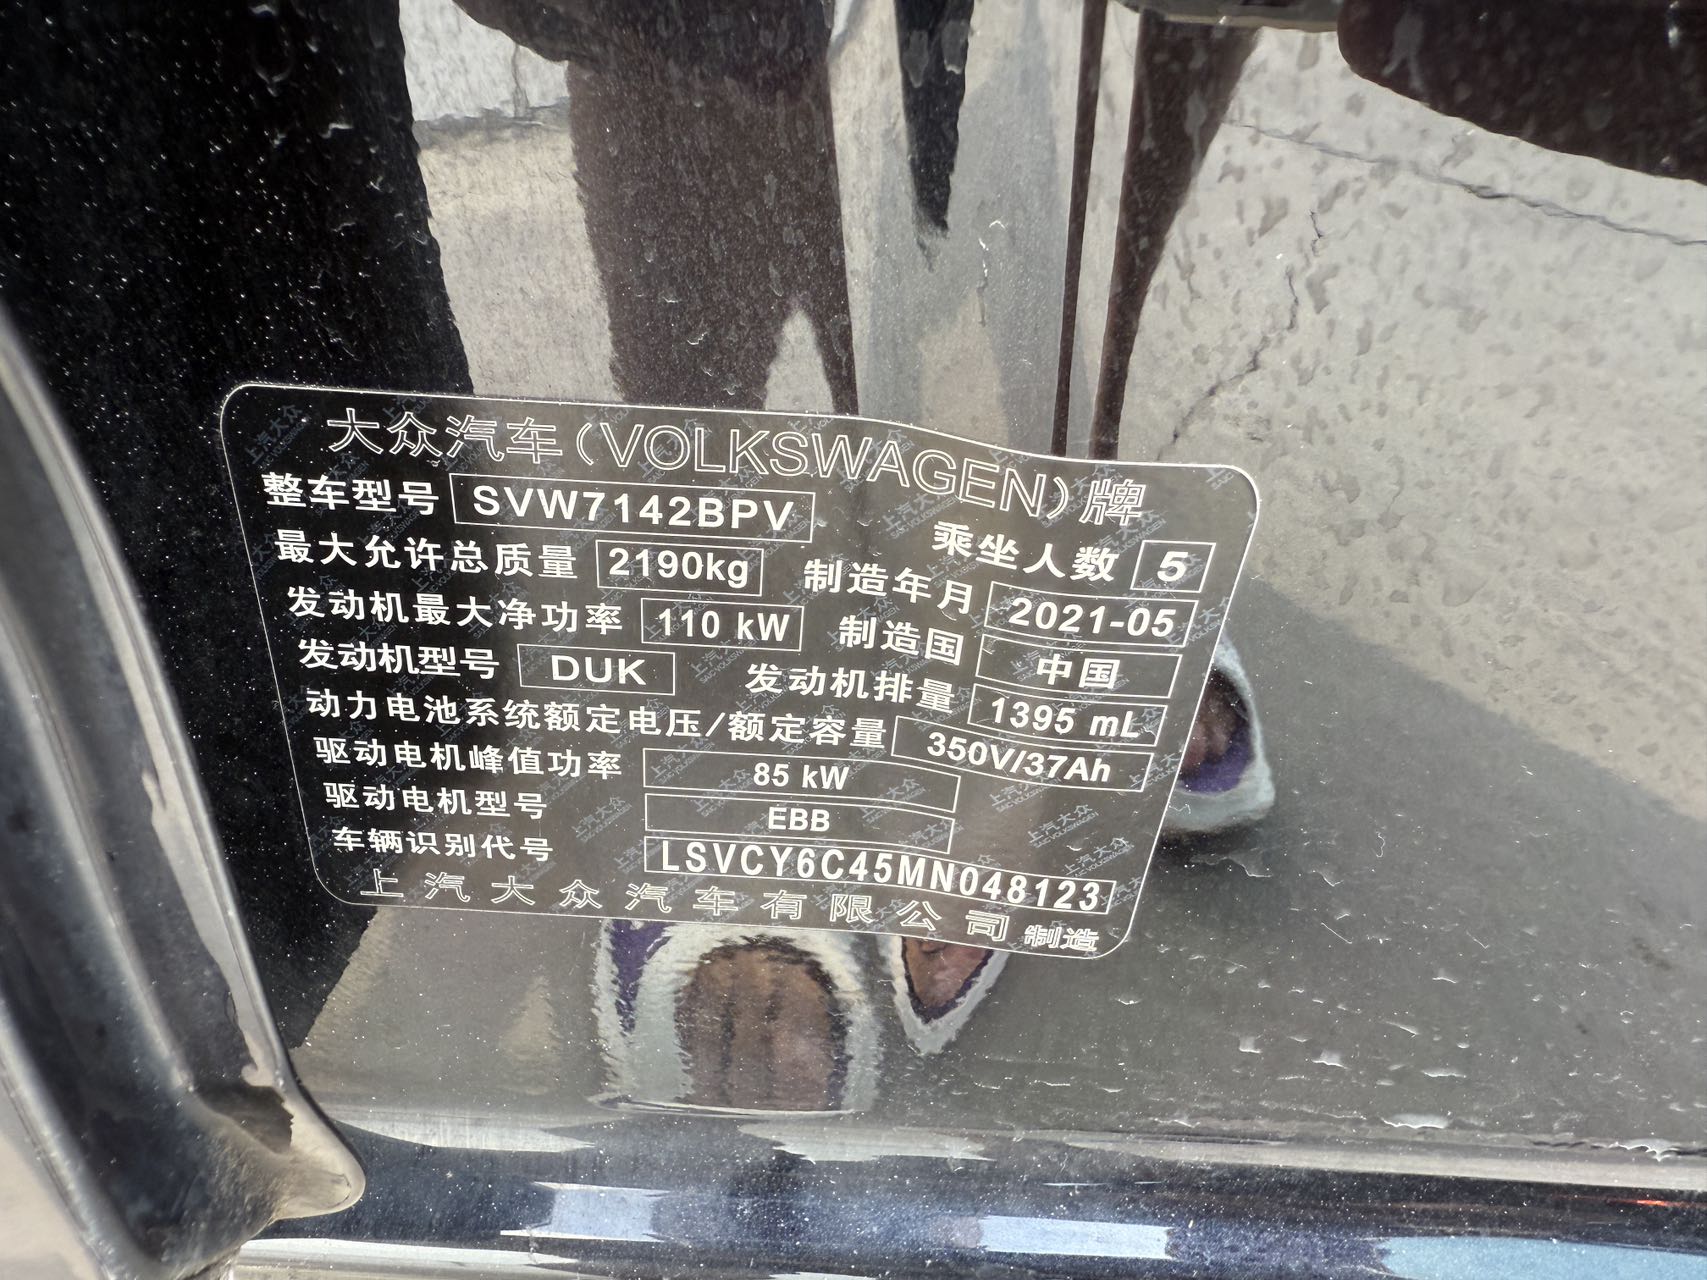 大众汽车(VOLKSWAGEN)牌
整车型号 SVW7142BPV 乘坐人数 5
最大允许总质量 2190kg 制造年月 2021-05
发动机最大净功率 110 kW 制造国 中国
发动机型号 DUK 发动机排量 1395 mL
动力电池系统额定电压/额定容量 350V/37Ah
驱动电机峰值功率 85 kW
驱动电机型号 EBB
车辆识别代号 LSVCY6C45MN048123
上汽大众汽车有限公司 制造